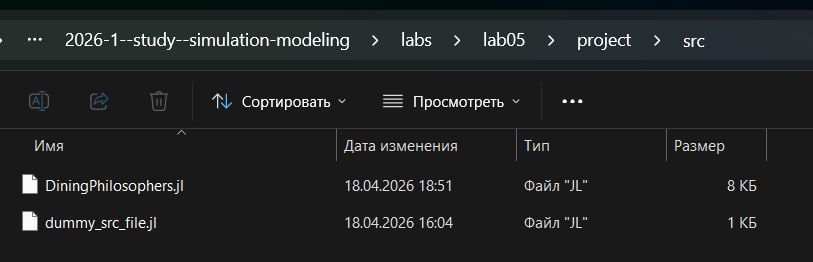 … 2026-1--study--simulation-modeling > labs > lab05 > project > src
Сортировать Просмотреть …
Имя Дата изменения Тип Размер
DiningPhilosophers.jl 18.04.2026 18:51 Файл "JL" 8 КБ
dummy_src_file.jl 18.04.2026 16:04 Файл "JL" 1 КБ